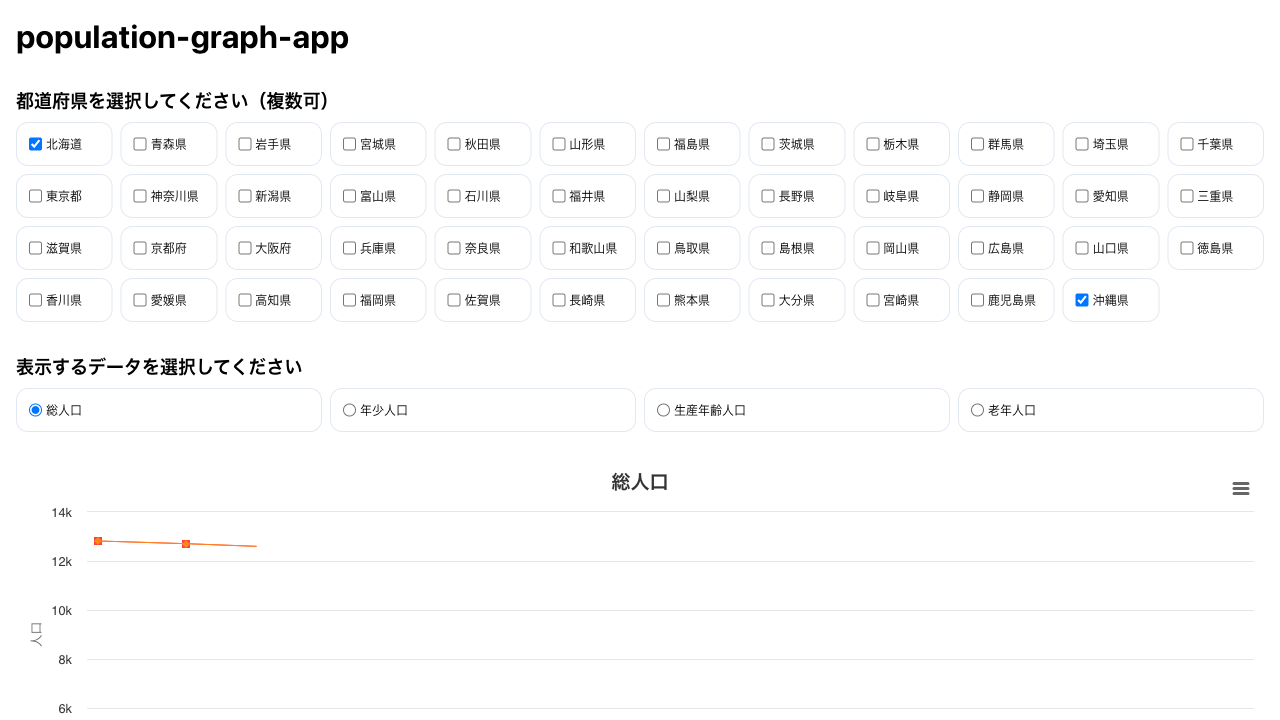 population-graph-app
都道府県を選択してください（複数可）
北海道 青森県 岩手県 宮城県 秋田県 山形県 福島県 茨城県 栃木県 群馬県 埼玉県 千葉県
東京都 神奈川県 新潟県 富山県 石川県 福井県 山梨県 長野県 岐阜県 静岡県 愛知県 三重県
滋賀県 京都府 大阪府 兵庫県 奈良県 和歌山県 鳥取県 島根県 岡山県 広島県 山口県 徳島県
香川県 愛媛県 高知県 福岡県 佐賀県 長崎県 熊本県 大分県 宮崎県 鹿児島県 沖縄県
表示するデータを選択してください
総人口 年少人口 生産年齢人口 老年人口
総人口
14k
12k
10k
8k
6k
人口